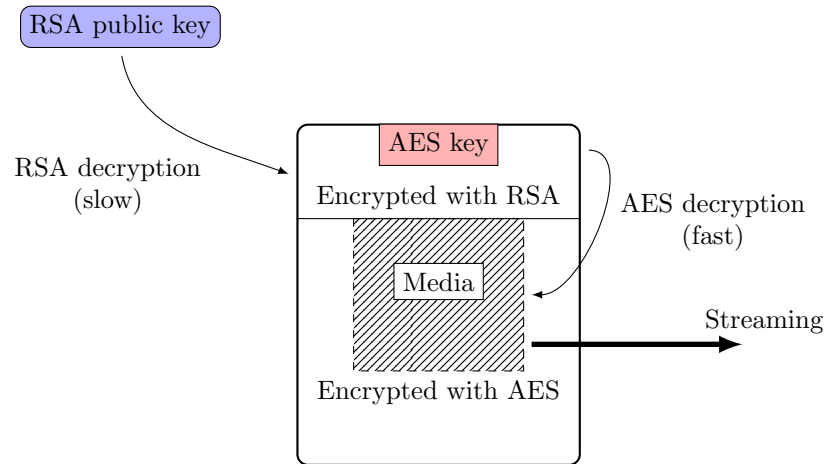 RSA public key
AES key
RSA decryption
(slow)
Encrypted with RSA
AES decryption
(fast)
Media
Streaming
Encrypted with AES